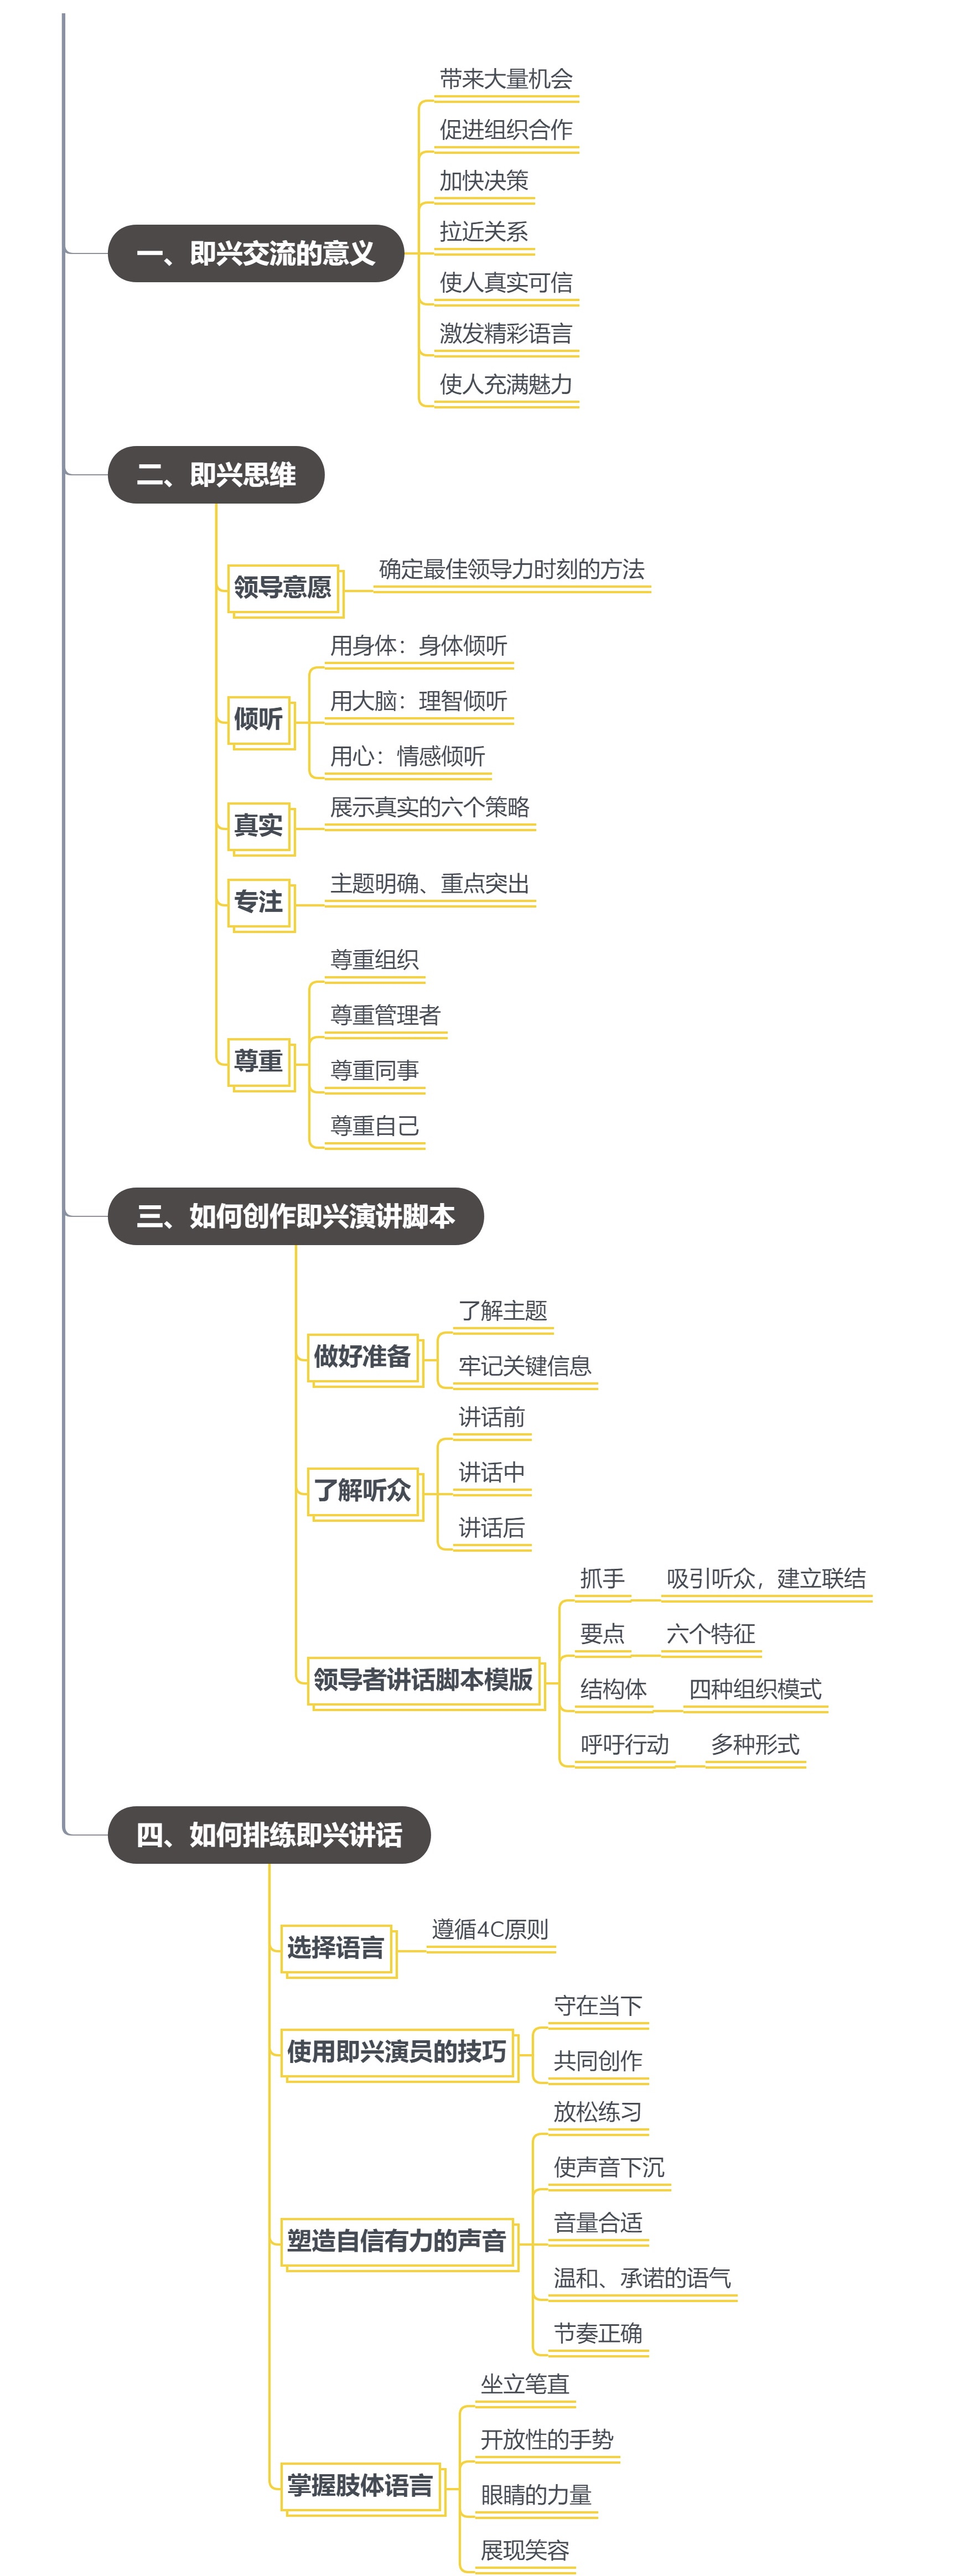 一、即兴交流的意义
带来大量机会
促进组织合作
加快决策
拉近关系
使人真实可信
激发精彩语言
使人充满魅力
二、即兴思维
领导意愿
确定最佳领导力时刻的方法
倾听
用身体：身体倾听
用大脑：理智倾听
用心：情感倾听
真实
展示真实的六个策略
专注
主题明确、重点突出
尊重
尊重组织
尊重管理者
尊重同事
尊重自己
三、如何创作即兴演讲脚本
做好准备
了解主题
牢记关键信息
了解听众
讲话前
讲话中
讲话后
领导者讲话脚本模版
抓手
吸引听众，建立联结
要点
六个特征
结构体
四种组织模式
呼吁行动
多种形式
四、如何排练即兴讲话
选择语言
遵循4C原则
使用即兴演员的技巧
守在当下
共同创作
塑造自信有力的声音
放松练习
使声音下沉
音量合适
温和、承诺的语气
节奏正确
掌握肢体语言
坐立笔直
开放性的手势
眼睛的力量
展现笑容